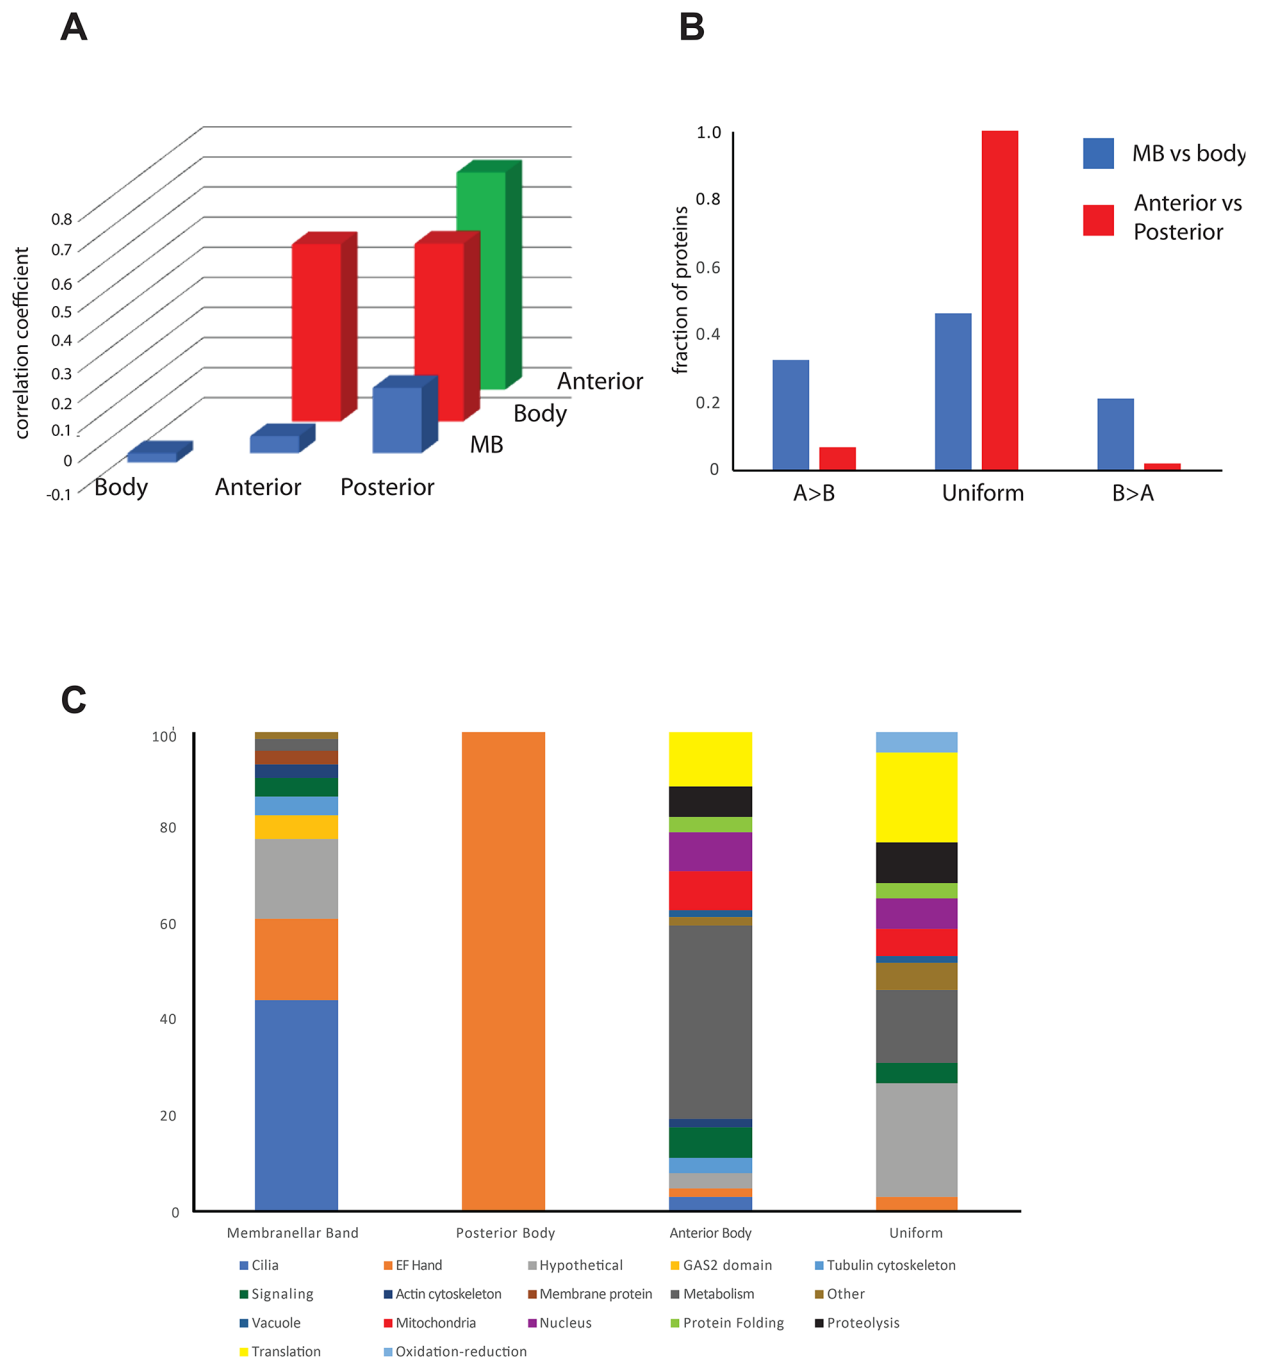 A
B
correlation coefficient
0.8
0.7
0.6
0.5
0.4
0.3
0.2
0.1
0
-0.1
Body
Anterior
Posterior
MB
Body
Anterior
fraction of proteins
1.0
0.8
0.6
0.4
0.2
0
A>B
Uniform
B>A
MB vs body
Anterior vs
Posterior
C
100
80
60
40
20
0
Membranellar Band
Posterior Body
Anterior Body
Uniform
Cilia
EF Hand
Hypothetical
GAS2 domain
Tubulin cytoskeleton
Signaling
Actin cytoskeleton
Membrane protein
Metabolism
Other
Vacuole
Mitochondria
Nucleus
Protein Folding
Proteolysis
Translation
Oxidation-reduction